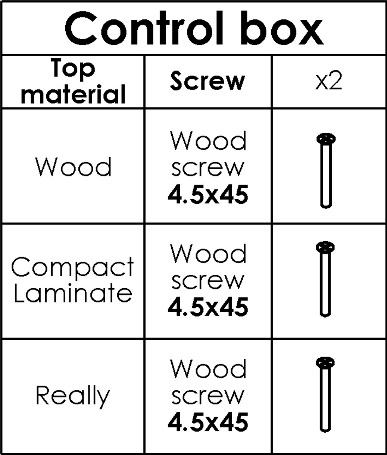 Control box
Top
material
Screw
x2
Wood
Wood
screw
4.5x45
Compact
Laminate
Wood
screw
4.5x45
Really
Wood
screw
4.5x45